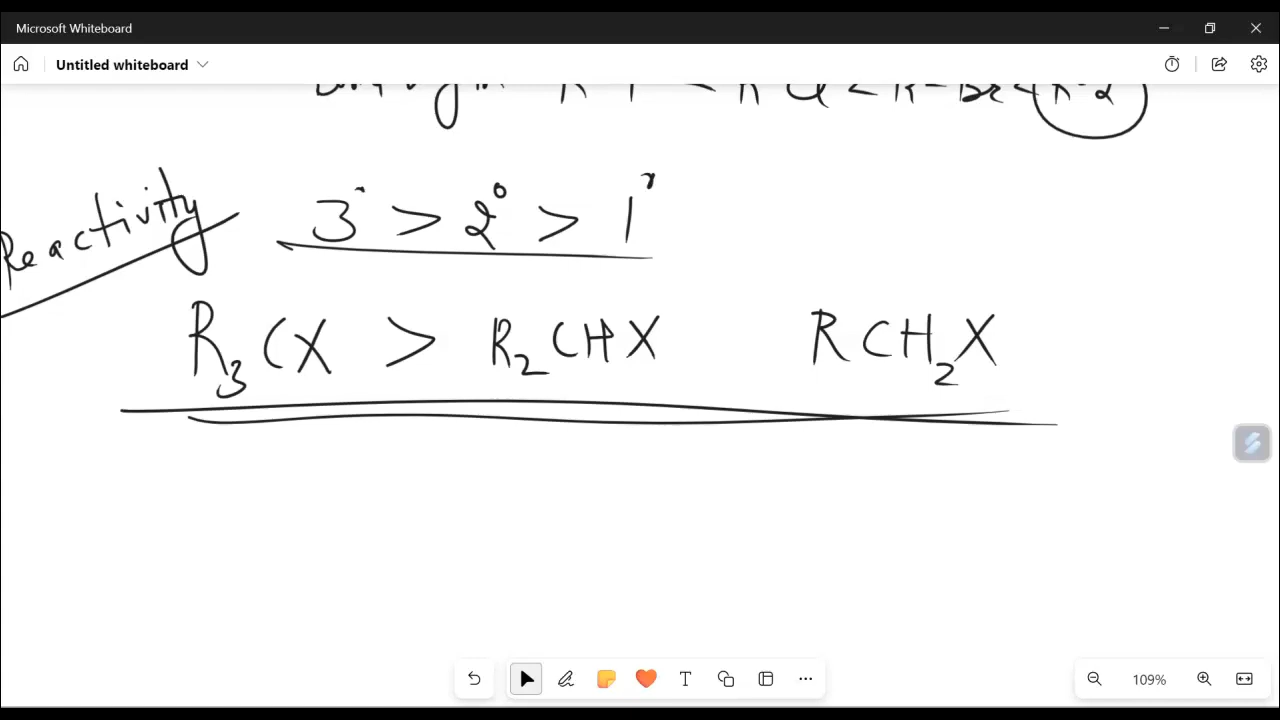 Microsoft Whiteboard
Untitled whiteboard
Reactivity
3° > 2° > 1°
R₃CX > R₂CHX RCH₂X
109%